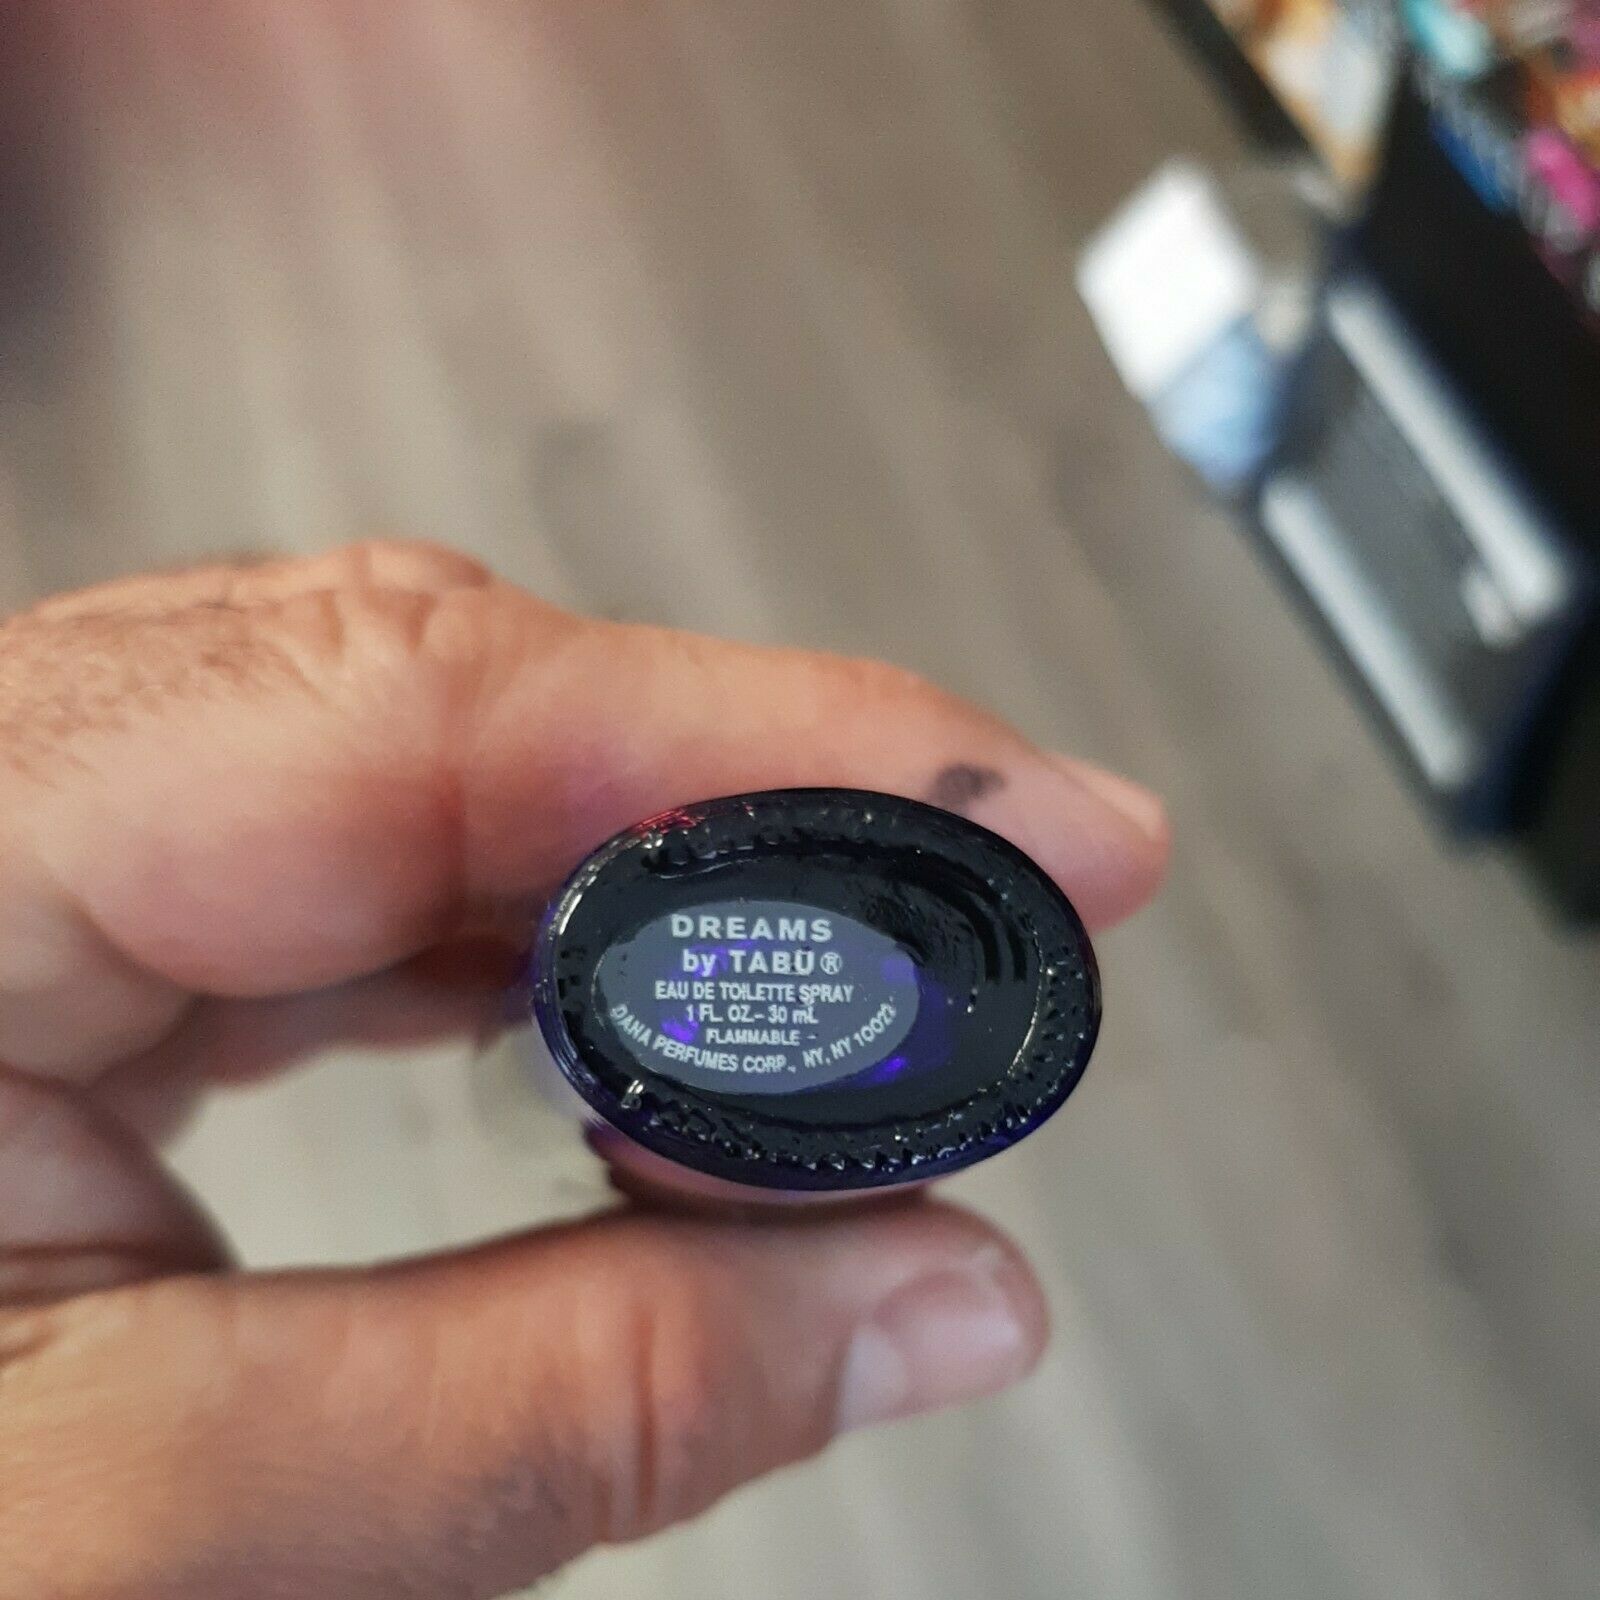 DREAMS
by TABU®
EAU DE TOILETTE SPRAY
1 FL. OZ.- 30 mL
FLAMMABLE
DANA PERFUMES CORP., NY, NY 10022